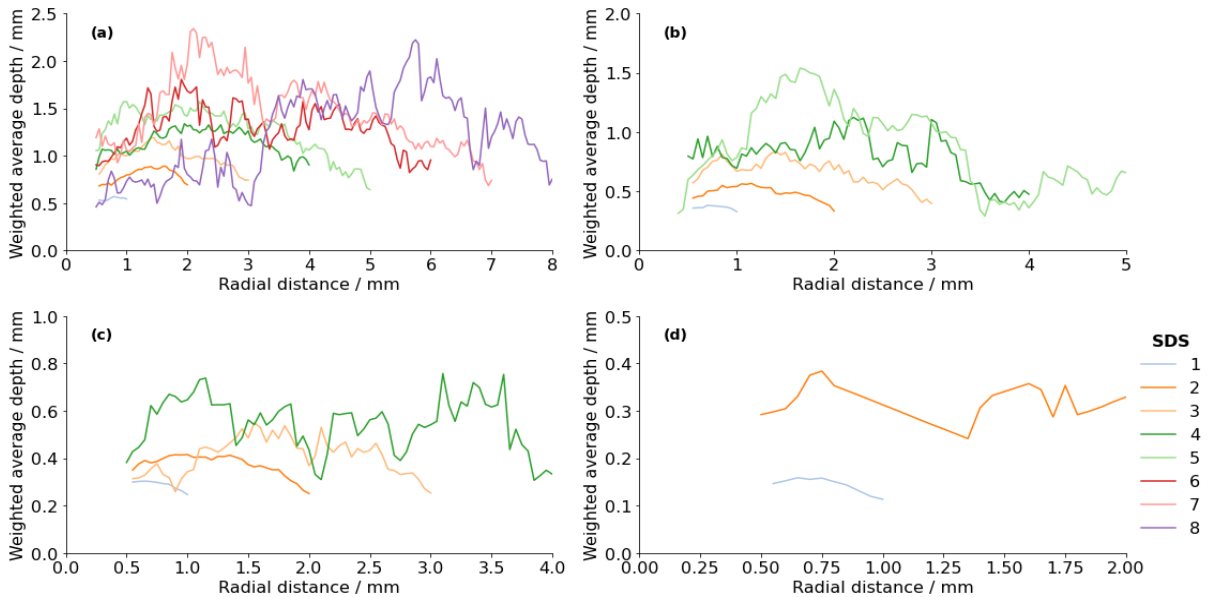 (a)
Weighted average depth / mm
2.5
2.0
1.5
1.0
0.5
0.0
0 1 2 3 4 5 6 7 8
Radial distance / mm
(b)
Weighted average depth / mm
2.0
1.5
1.0
0.5
0.0
0 1 2 3 4 5
Radial distance / mm
(c)
Weighted average depth / mm
1.0
0.8
0.6
0.4
0.2
0.0
0.0 0.5 1.0 1.5 2.0 2.5 3.0 3.5 4.0
Radial distance / mm
(d)
Weighted average depth / mm
0.5
0.4
0.3
0.2
0.1
0.0
0.00 0.25 0.50 0.75 1.00 1.25 1.50 1.75 2.00
Radial distance / mm
SDS
1
2
3
4
5
6
7
8